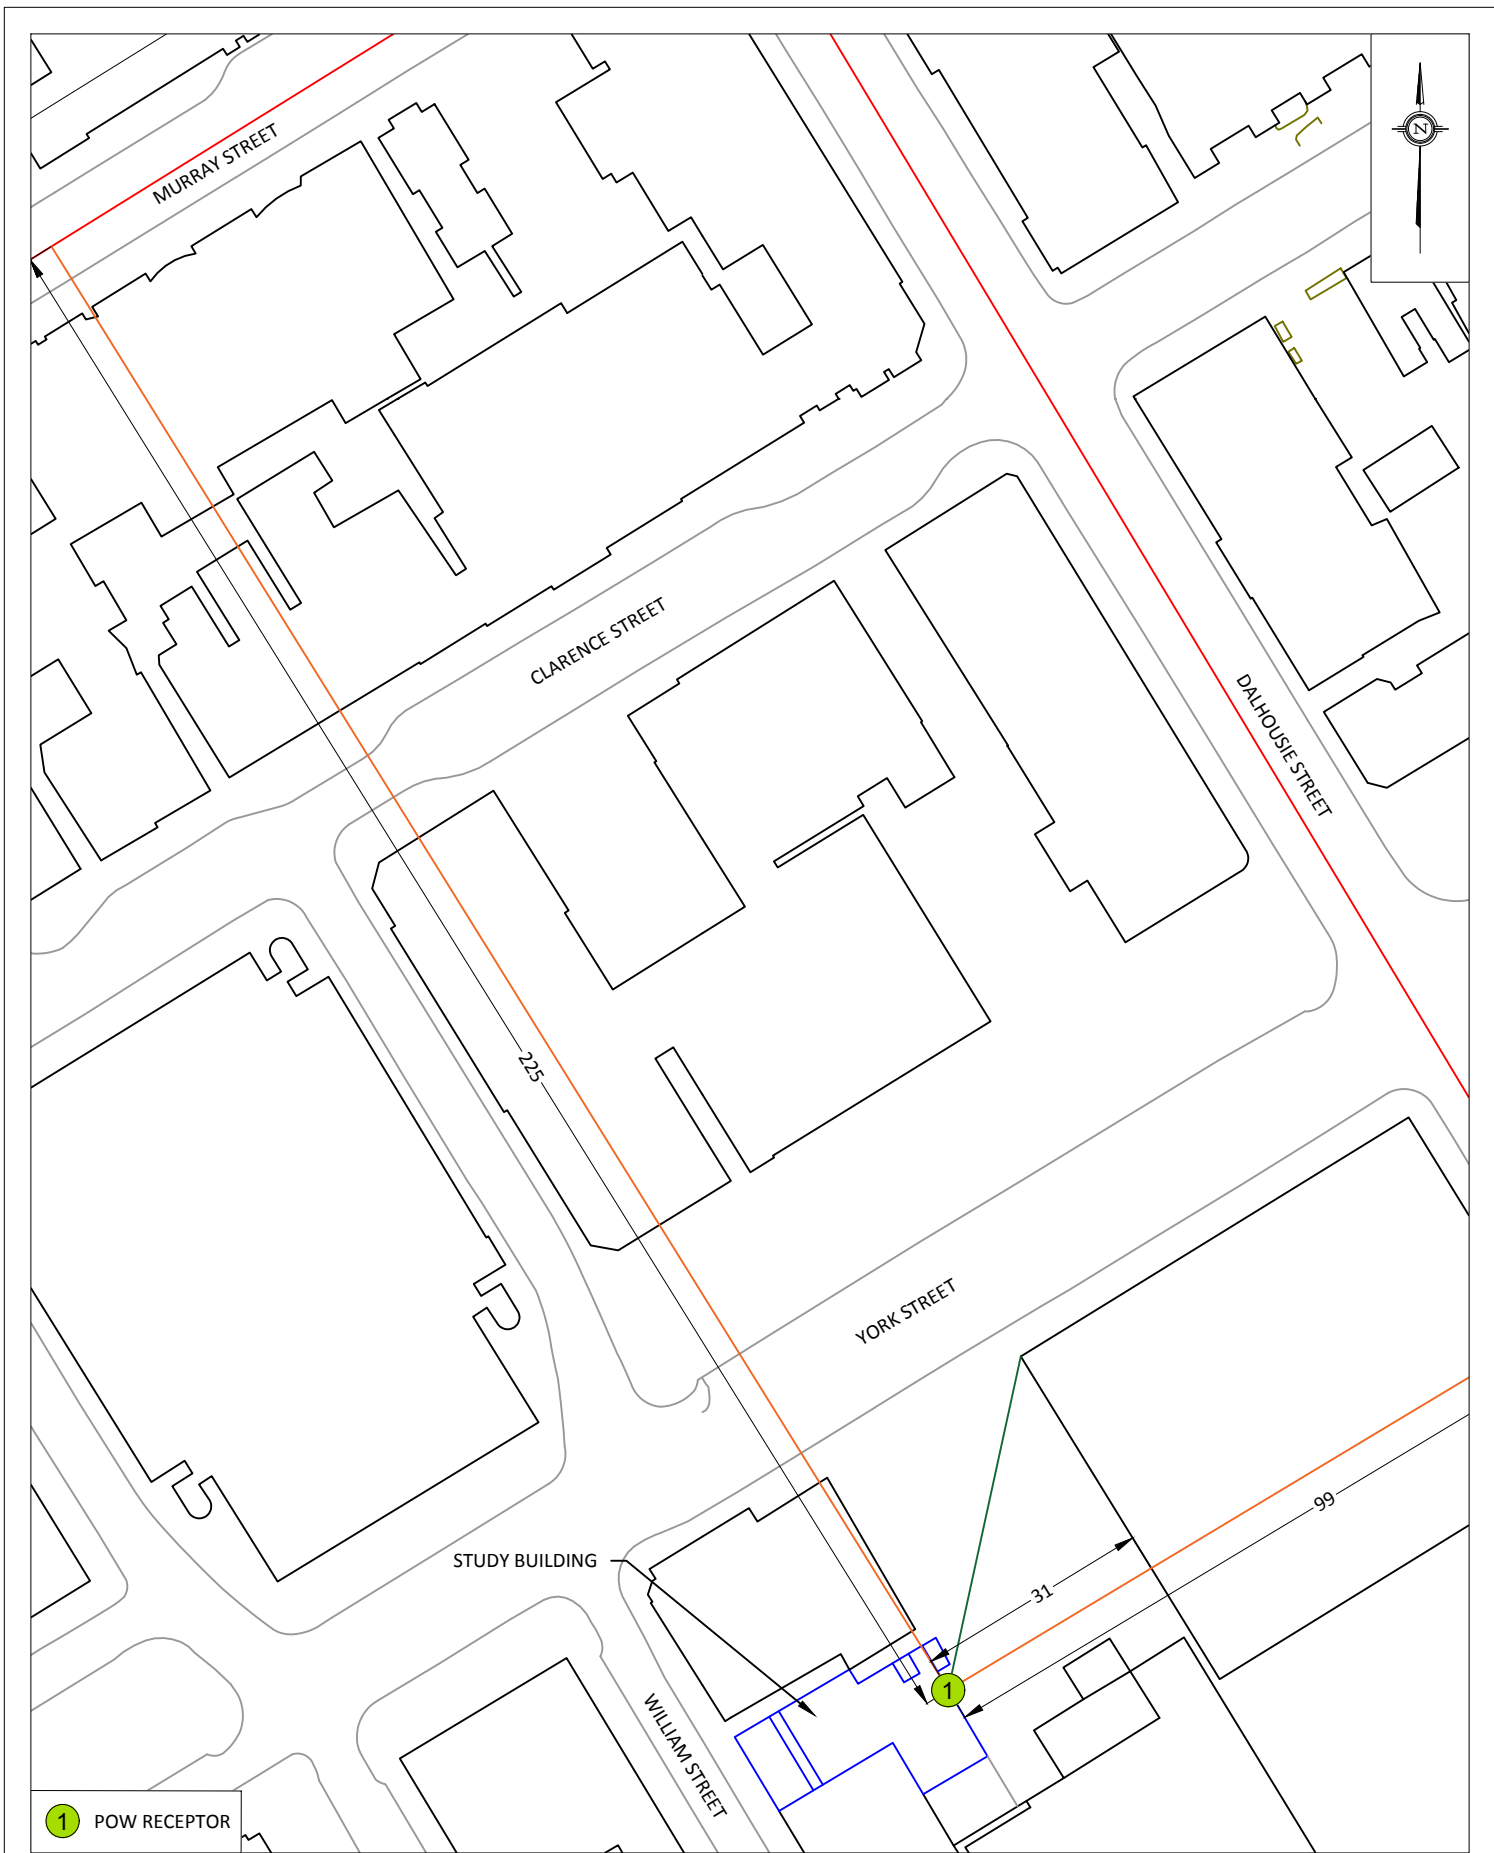 MURRAY STREET
N
CLARENCE STREET
DALHOUSIE STREET
225
YORK STREET
99
STUDY BUILDING
31
1
WILLIAM STREET
1 POW RECEPTOR